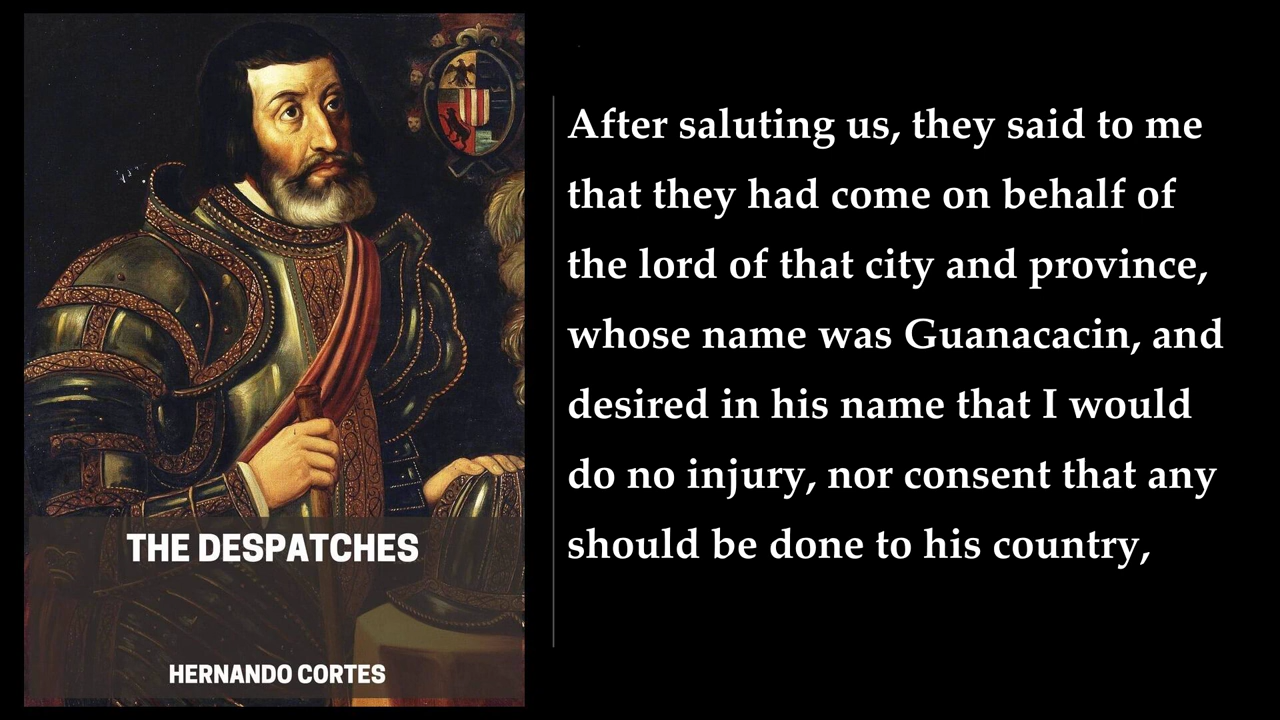 THE DESPATCHES
HERNANDO CORTES
After saluting us, they said to me
that they had come on behalf of
the lord of that city and province,
whose name was Guanacacin, and
desired in his name that I would
do no injury, nor consent that any
should be done to his country,